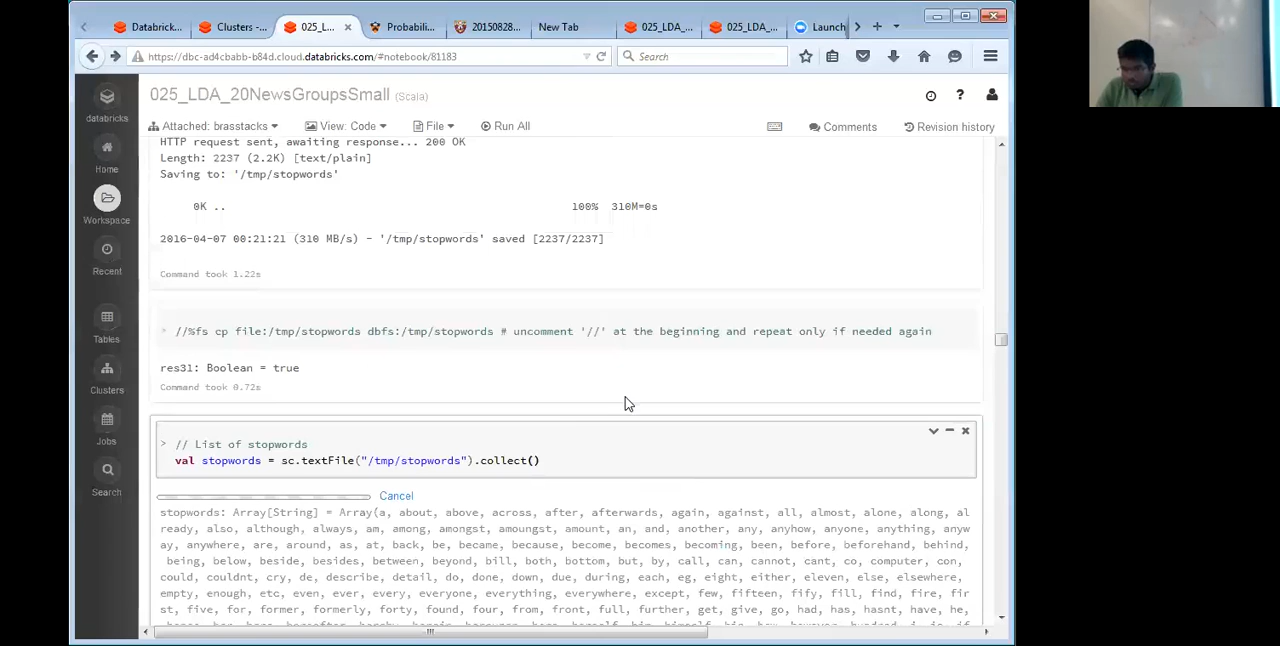 Databrick...
Clusters -...
025_L...
Probabili...
20150828...
New Tab
025_LDA_...
025_LDA_...
Launch
https://dbc-ad4cbabb-b84d.cloud.databricks.com/#notebook/81183
Search
025_LDA_20NewsGroupsSmall (Scala)
Attached: brasstacks
View: Code
File
Run All
Comments
Revision history
databricks
Home
Workspace
Recent
Tables
Clusters
Jobs
Search
HTTP request sent, awaiting response... 200 OK
Length: 2237 (2.2K) [text/plain]
Saving to: '/tmp/stopwords'
0K .. 100% 310M=0s
2016-04-07 00:21:21 (310 MB/s) - '/tmp/stopwords' saved [2237/2237]
Command took 1.22s
> //%fs cp file:/tmp/stopwords dbfs:/tmp/stopwords # uncomment '//' at the beginning and repeat only if needed again
res31: Boolean = true
Command took 0.72s
> // List of stopwords
val stopwords = sc.textFile("/tmp/stopwords").collect()
Cancel
stopwords: Array[String] = Array(a, about, above, across, after, afterwards, again, against, all, almost, alone, along, al
ready, also, although, always, am, among, amongst, amoungst, amount, an, and, another, any, anyhow, anyone, anything, anyw
ay, anywhere, are, around, as, at, back, be, became, because, become, becomes, becoming, been, before, beforehand, behind,
being, below, beside, besides, between, beyond, bill, both, bottom, but, by, call, can, cannot, cant, co, computer, con,
could, couldnt, cry, de, describe, detail, do, done, down, due, during, each, eg, eight, either, eleven, else, elsewhere,
empty, enough, etc, even, ever, every, everyone, everything, everywhere, except, few, fifteen, fify, fill, find, fire, fir
st, five, for, former, formerly, forty, found, four, from, front, full, further, get, give, go, had, has, hasnt, have, he,